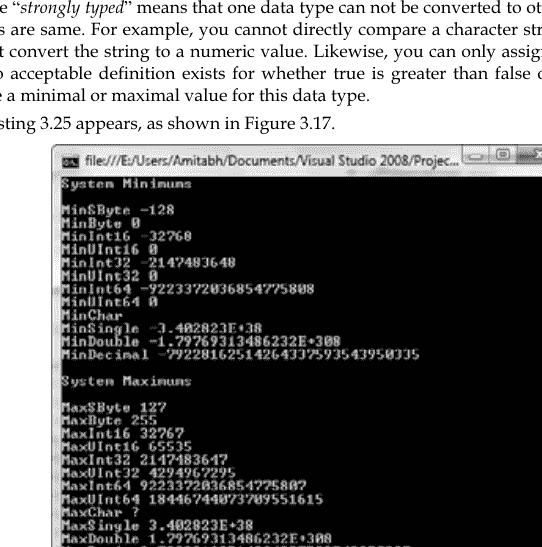 e “strongly typed” means that one data type can not be converted to ot
s are same. For example, you cannot directly compare a character str
t convert the string to a numeric value. Likewise, you can only assig
o acceptable definition exists for whether true is greater than false o
e a minimal or maximal value for this data type.
sting 3.25 appears, as shown in Figure 3.17.
file:///E:/Users/Amitabh/Documents/Visual Studio 2008/Projec...
System Minimums
MinSByte -128
MinByte 0
MinInt16 -32768
MinUInt16 0
MinInt32 -2147483648
MinUInt32 0
MinInt64 -9223372036854775808
MinUInt64 0
MinChar
MinSingle -3.402823E+38
MinDouble -1.79769313486232E+308
MinDecimal -79228162514264337593543950335
System Maximums
MaxSByte 127
MaxByte 255
MaxInt16 32767
MaxUInt16 65535
MaxInt32 2147483647
MaxUInt32 4294967295
MaxInt64 9223372036854775807
MaxUInt64 18446744073709551615
MaxChar ?
MaxSingle 3.402823E+38
MaxDouble 1.79769313486232E+308